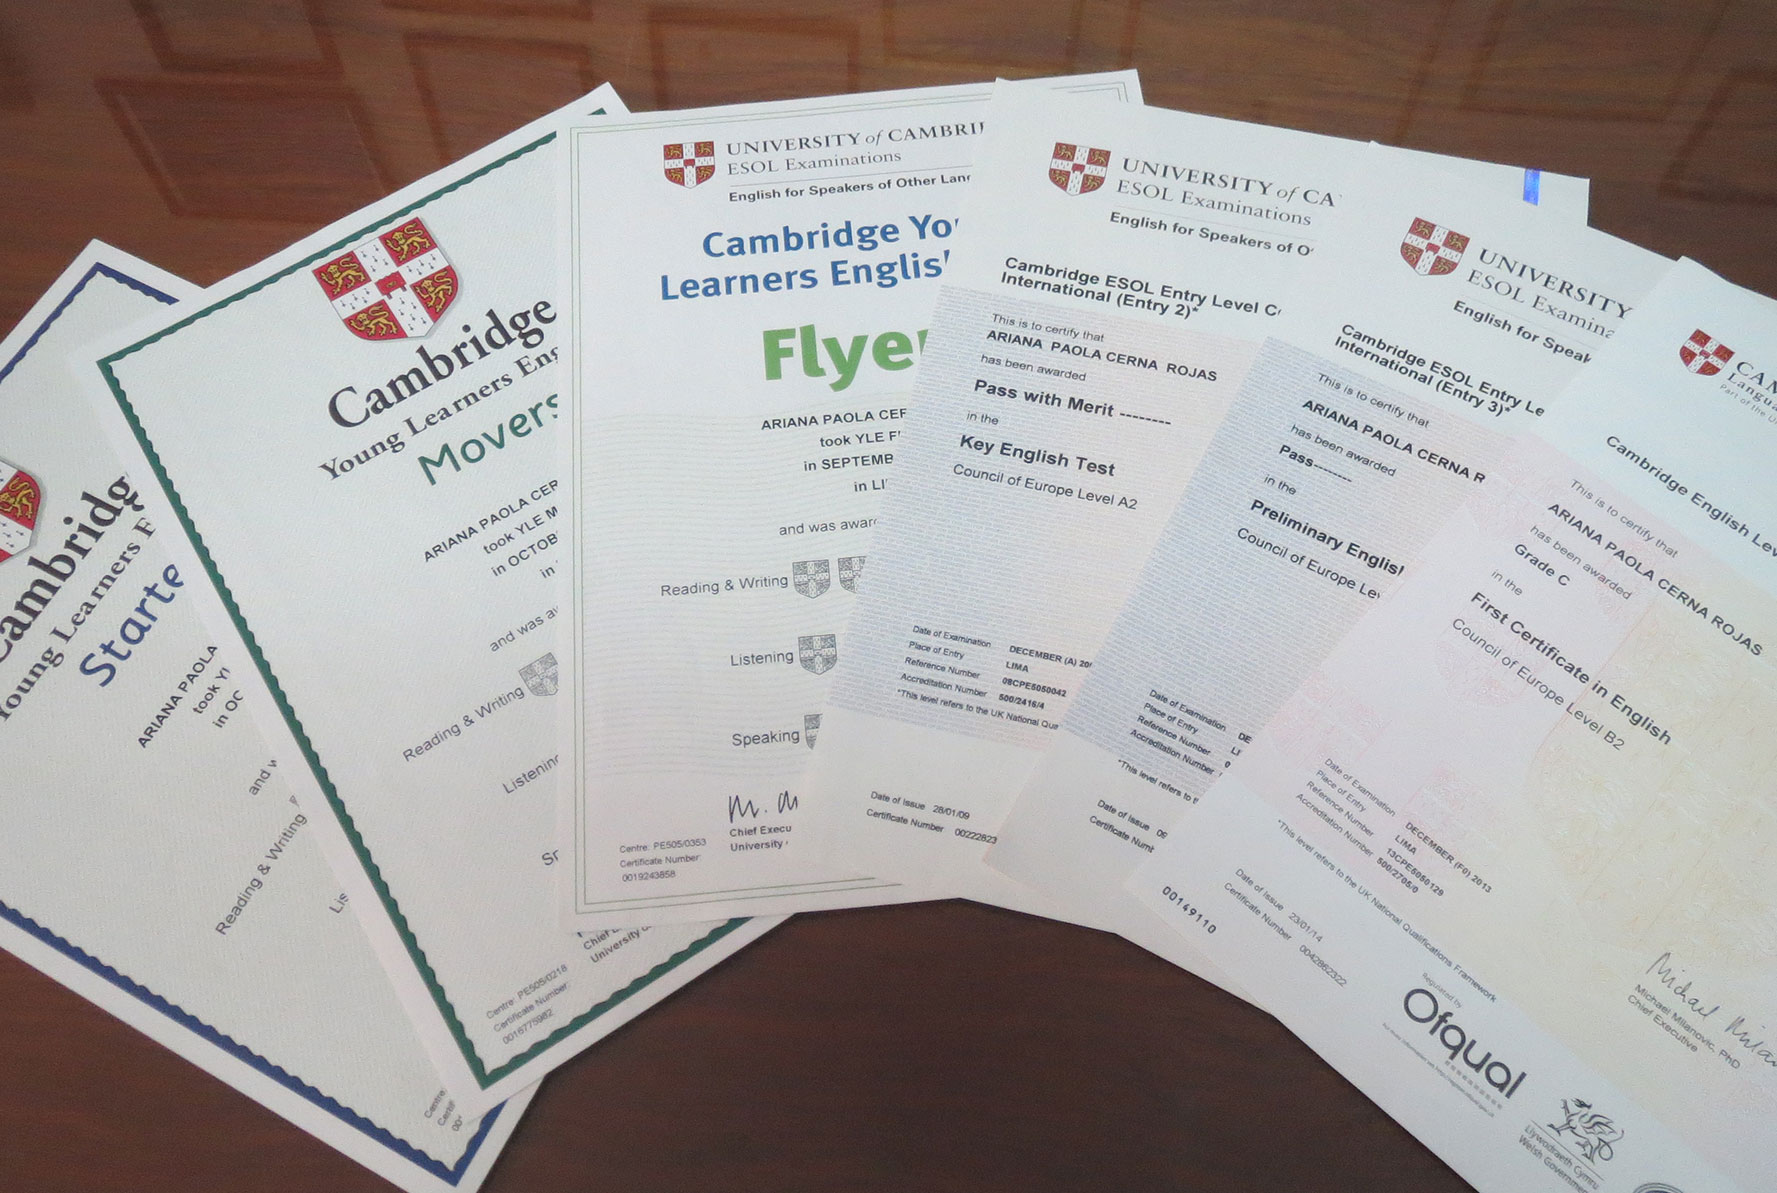 Cambridg
Young Learners E
Starte
ARIANA PAOLA
took Y
in OC
and w
Reading & Writing
Lis
Centre
Certif
00
Cambridge
Young Learners Eng
Movers
ARIANA PAOLA CER
took YLE M
in OCTOB
in
and was aw
Reading & Writing
Listening
Sp
Chief E
University o
Centre: PE505/0218
Certificate Number
0016775982
UNIVERSITY of CAMBRI
ESOL Examinations
English for Speakers of Other Lan
Cambridge Yo
Learners Englis
Flye
ARIANA PAOLA CER
took YLE F
in SEPTEMB
in LI
and was awar
Reading & Writing
Listening
Speaking
Chief Execu
University
Centre: PE505/0353
Certificate Number
0019243858
UNIVERSITY of CA
ESOL Examinations
English for Speakers of O
Cambridge ESOL Entry Level C
International (Entry 2)*
This is to certify that
ARIANA PAOLA CERNA ROJAS
has been awarded
Pass with Merit --------
in the
Key English Test
Council of Europe Level A2
Date of Examination DECEMBER (A) 200
Place of Entry LIMA
Reference Number 08CPE5050042
Accreditation Number 500/2416/4
*This level refers to the UK National Qua
Date of Issue 28/01/09
Certificate Number 00222823
UNIVERSITY
ESOL Examina
English for Speak
Cambridge ESOL Entry Le
International (Entry 3)*
This is to certify that
ARIANA PAOLA CERNA R
has been awarded
Pass--------
in the
Preliminary English
Council of Europe Le
Date of Examination DE
Place of Entry LI
Reference Number 0
Accreditation Number
*This level refers to t
Date of Issue 09
Certificate Numb
CAM
Langua
Part of the U
Cambridge English Lev
This is to certify that
ARIANA PAOLA CERNA ROJAS
has been awarded
Grade C
in the
First Certificate in English
Council of Europe Level B2
Date of Examination DECEMBER (F0) 2013
Place of Entry LIMA
Reference Number 13CPE5050129
Accreditation Number 500/2705/0
*This level refers to the UK National Qualifications Framework
Date of Issue 23/01/14
Certificate Number 0042862322
00149110
Regulated by
Ofqual
Michael Milanovic, PhD
Chief Executive
Llywodraeth Cymru
Welsh Government